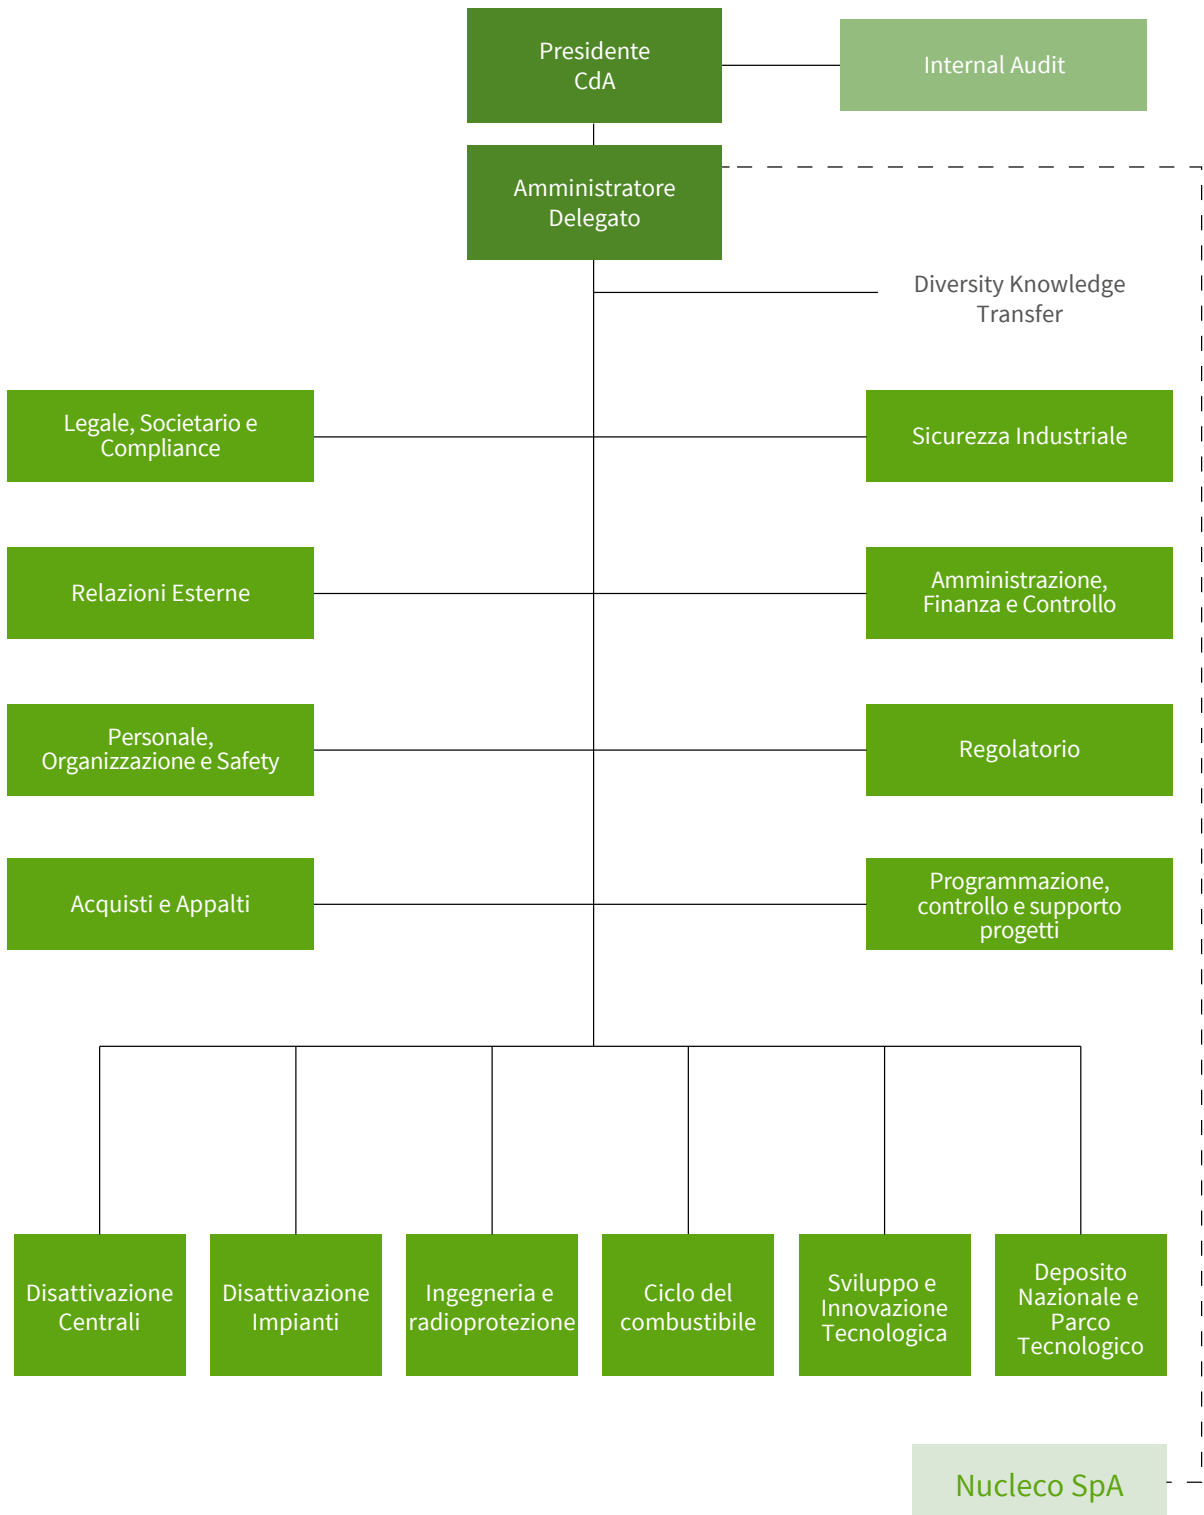 Presidente
CdA
Internal Audit
Amministratore
Delegato
Diversity Knowledge
Transfer
Legale, Societario e
Compliance
Sicurezza Industriale
Relazioni Esterne
Amministrazione,
Finanza e Controllo
Personale,
Organizzazione e Safety
Regolatorio
Acquisti e Appalti
Programmazione,
controllo e supporto
progetti
Disattivazione
Centrali
Disattivazione
Impianti
Ingegneria e
radioprotezione
Ciclo del
combustibile
Sviluppo e
Innovazione
Tecnologica
Deposito
Nazionale e
Parco
Tecnologico
Nucleco SpA